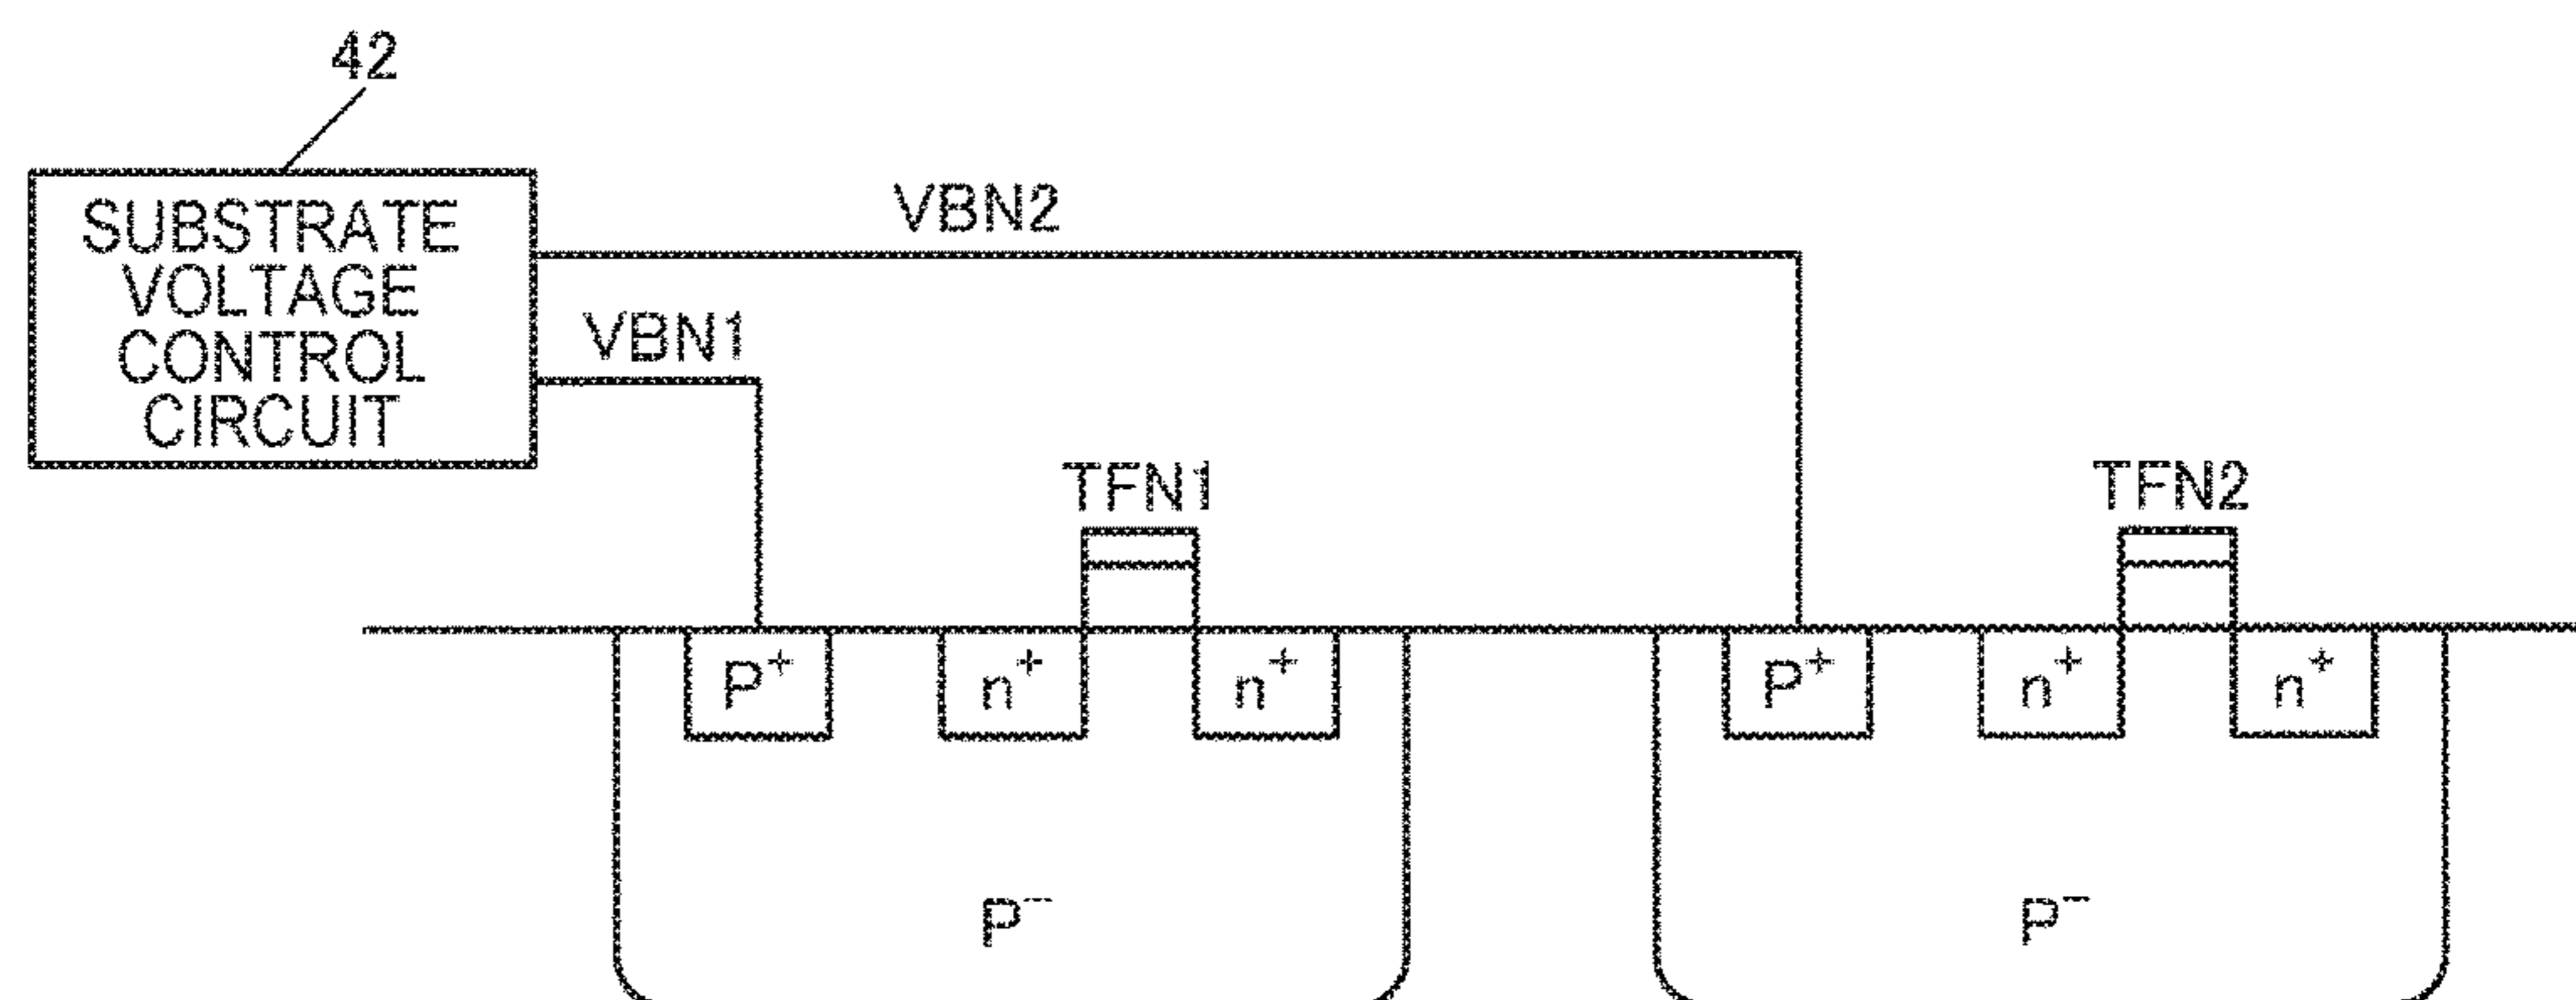 42
SUBSTRATE
VOLTAGE
CONTROL
CIRCUIT
VBN2
VBN1
TFN1
TFN2
P+
n+
n+
P+
n+
n+
P−
P−